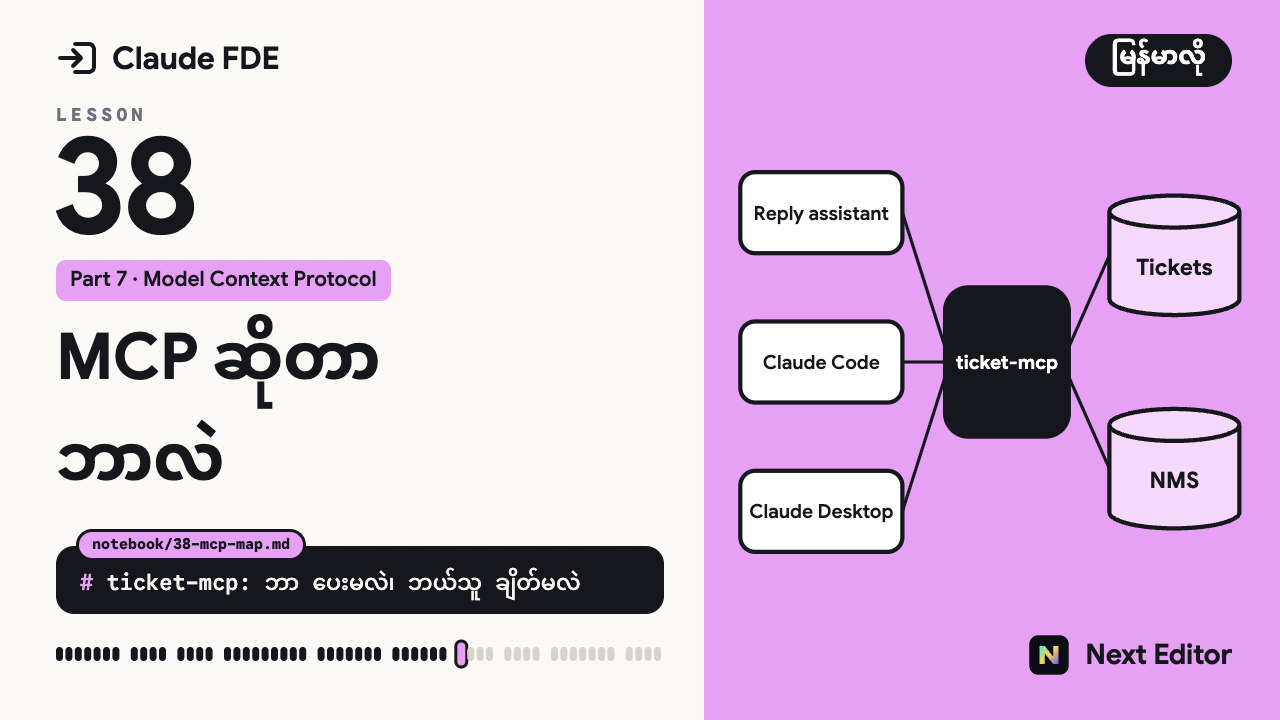 Claude FDE
LESSON
38
Part 7 · Model Context Protocol
MCP ဆိုတာ
ဘာလဲ
notebook/38-mcp-map.md
# ticket-mcp: ဘာ ပေးမလဲ၊ ဘယ်သူ ချိတ်မလဲ
မြန်မာလို
Reply assistant
Claude Code
Claude Desktop
ticket-mcp
Tickets
NMS
N
Next Editor